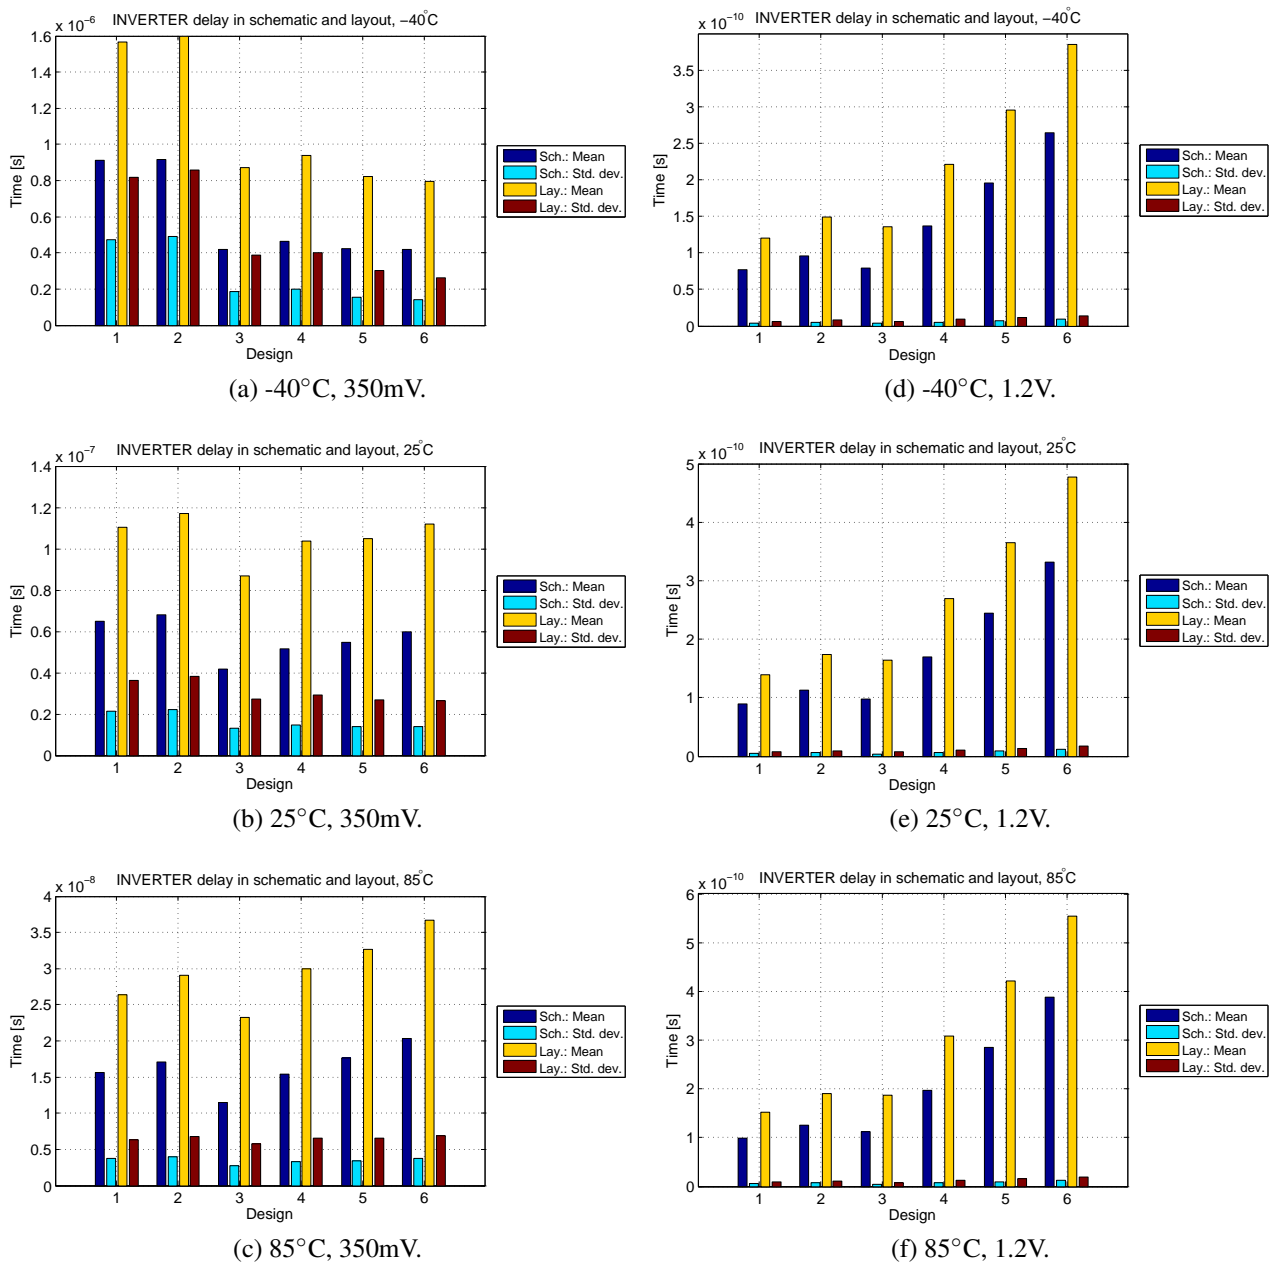 INVERTER delay in schematic and layout, −40°C
x 10⁻⁶
1.6
1.4
1.2
1
0.8
0.6
0.4
0.2
0
Time [s]
1 2 3 4 5 6
Design
Sch.: Mean
Sch.: Std. dev.
Lay.: Mean
Lay.: Std. dev.
(a) -40°C, 350mV.
INVERTER delay in schematic and layout, −40°C
x 10⁻¹⁰
3.5
3
2.5
2
1.5
1
0.5
0
Time [s]
1 2 3 4 5 6
Design
Sch.: Mean
Sch.: Std. dev.
Lay.: Mean
Lay.: Std. dev.
(d) -40°C, 1.2V.
INVERTER delay in schematic and layout, 25°C
x 10⁻⁷
1.4
1.2
1
0.8
0.6
0.4
0.2
0
Time [s]
1 2 3 4 5 6
Design
Sch.: Mean
Sch.: Std. dev.
Lay.: Mean
Lay.: Std. dev.
(b) 25°C, 350mV.
INVERTER delay in schematic and layout, 25°C
x 10⁻¹⁰
5
4
3
2
1
0
Time [s]
1 2 3 4 5 6
Design
Sch.: Mean
Sch.: Std. dev.
Lay.: Mean
Lay.: Std. dev.
(e) 25°C, 1.2V.
INVERTER delay in schematic and layout, 85°C
x 10⁻⁸
4
3.5
3
2.5
2
1.5
1
0.5
0
Time [s]
1 2 3 4 5 6
Design
Sch.: Mean
Sch.: Std. dev.
Lay.: Mean
Lay.: Std. dev.
(c) 85°C, 350mV.
INVERTER delay in schematic and layout, 85°C
x 10⁻¹⁰
6
5
4
3
2
1
0
Time [s]
1 2 3 4 5 6
Design
Sch.: Mean
Sch.: Std. dev.
Lay.: Mean
Lay.: Std. dev.
(f) 85°C, 1.2V.